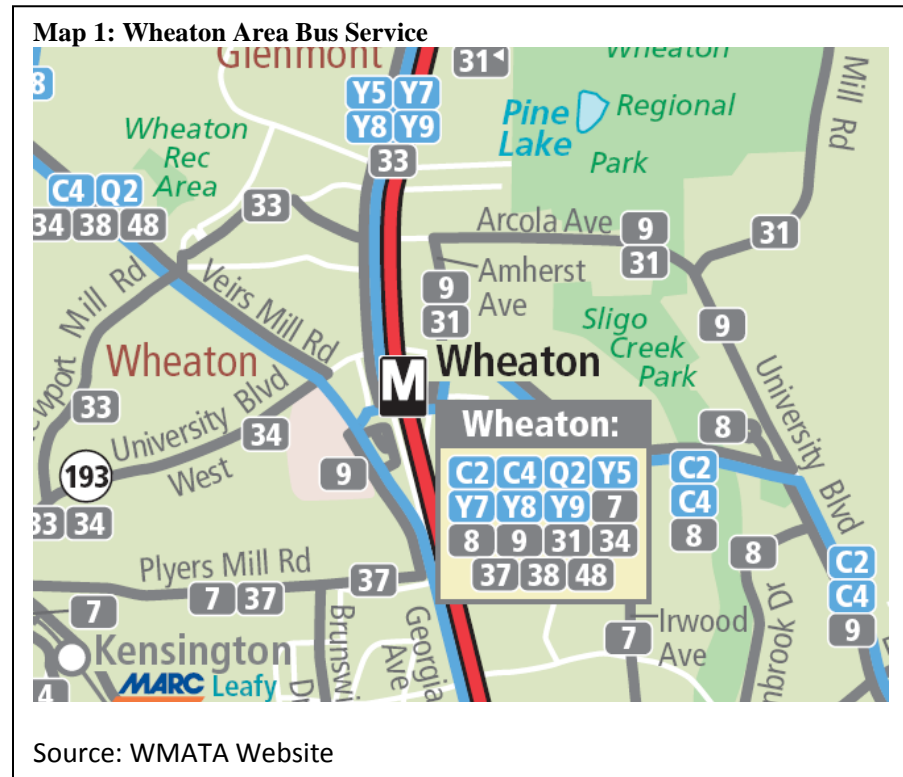 Map 1: Wheaton Area Bus Service
Glenmont
31
Wheaton
8
Y5 Y7
Y8 Y9
33
Pine
Lake
Regional
Park
Mill Rd
Wheaton
Rec
Area
C4 Q2
34 38 48
33
Arcola Ave
9
31
31
Amherst
Ave
9
31
Mill Rd
Veirs Mill Rd
Sligo
Creek
Park
9
Wheaton
M Wheaton
University Blvd
33
University Blvd
West
34
9
193
33 34
Wheaton:
C2 C4 Q2 Y5
Y7 Y8 Y9 7
8 9 31 34
37 38 48
8
C2
C4
8
8
C2
C4
9
Plyers Mill Rd
37
7 37
7
Kensington
MARC Leafy
4
Georgia
Ave
Irwood
Ave
7
Source: WMATA Website